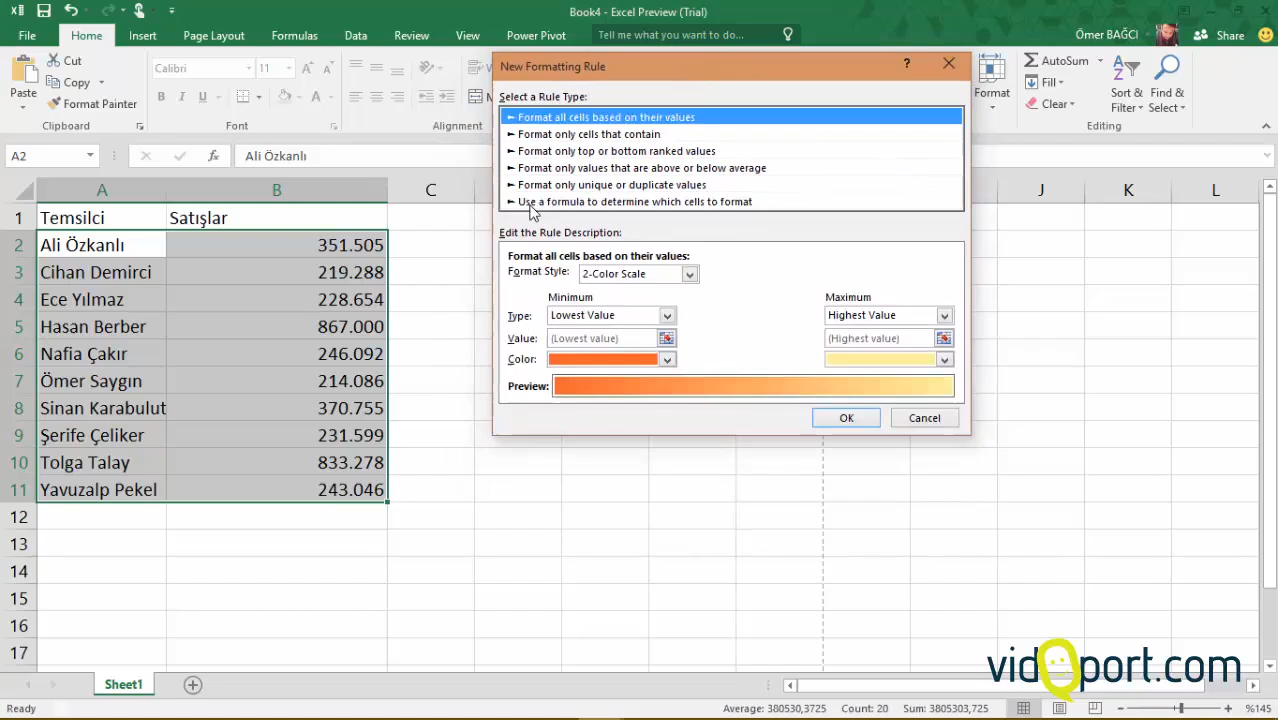 Book4 - Excel Preview (Trial)
File Home Insert Page Layout Formulas Data Review View Power Pivot Tell me what you want to do... Ömer BAĞCI Share
Paste
Cut
Copy
Format Painter
Clipboard
Calibri 11
B I U
Font
Alignment
Format
AutoSum
Fill
Clear
Sort & Filter
Find & Select
Editing
A2 fx Ali Özkanlı
A B C J K L
1 Temsilci Satışlar
2 Ali Özkanlı 351.505
3 Cihan Demirci 219.288
4 Ece Yılmaz 228.654
5 Hasan Berber 867.000
6 Nafia Çakır 246.092
7 Ömer Saygın 214.086
8 Sinan Karabulut 370.755
9 Şerife Çeliker 231.599
10 Tolga Talay 833.278
11 Yavuzalp Pekel 243.046
12
13
14
15
16
17
New Formatting Rule ?
Select a Rule Type:
► Format all cells based on their values
► Format only cells that contain
► Format only top or bottom ranked values
► Format only values that are above or below average
► Format only unique or duplicate values
► Use a formula to determine which cells to format
Edit the Rule Description:
Format all cells based on their values:
Format Style: 2-Color Scale
Minimum Maximum
Type: Lowest Value Highest Value
Value: (Lowest value) (Highest value)
Color:
Preview:
OK Cancel
vidoport.com
Sheet1
Ready Average: 380530,3725 Count: 20 Sum: 3805303,725 %145